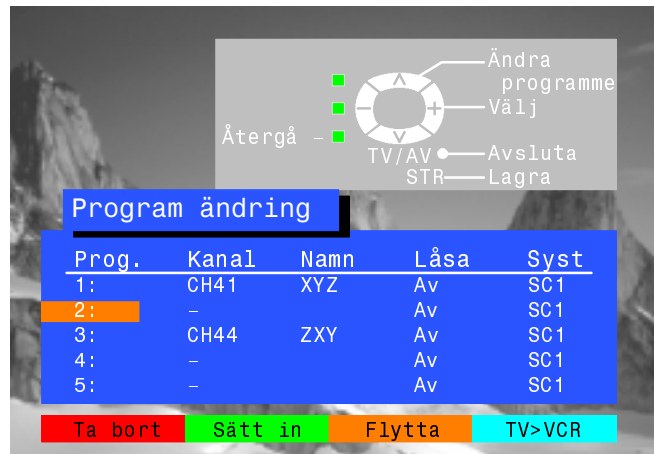 Ändra
programme
Välj
Återgå –
TV/AV Avsluta
STR Lagra
Program ändring
Prog. Kanal Namn Låsa Syst
1: CH41 XYZ Av SC1
2: – Av SC1
3: CH44 ZXY Av SC1
4: – Av SC1
5: – Av SC1
Ta bort Sätt in Flytta TV>VCR